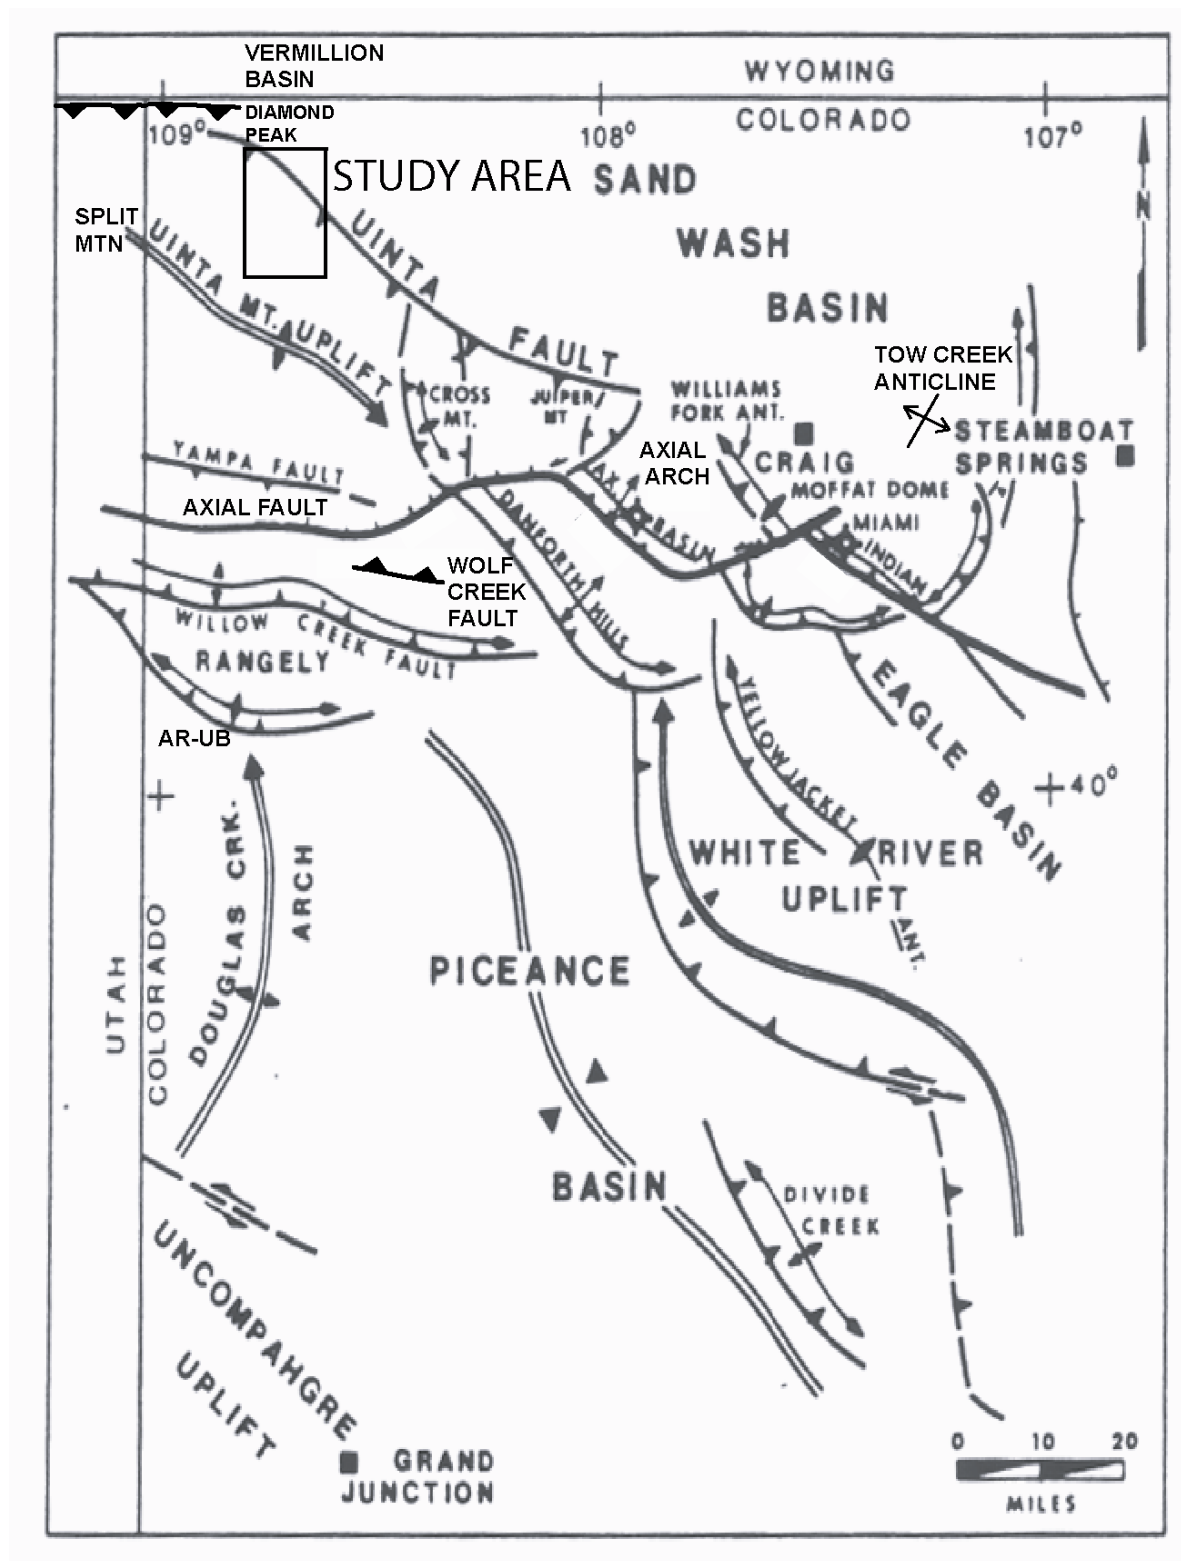 VERMILLION
BASIN
WYOMING
COLORADO
DIAMOND
PEAK
109°
108°
107°
N
STUDY AREA
SAND
WASH
BASIN
SPLIT
MTN
UINTA MT. UPLIFT
UINTA FAULT
TOW CREEK
ANTICLINE
CROSS
MT.
JUIPER
MT
WILLIAMS
FORK ANT.
STEAMBOAT
SPRINGS
CRAIG
AXIAL
ARCH
MOFFAT DOME
YAMPA FAULT
AXIAL FAULT
AX. BASIN
MIAMI
INDIAN
DANFORTH HILLS
WOLF
CREEK
FAULT
WILLOW CREEK FAULT
RANGELY
AR-UB
EAGLE BASIN
YELLOW JACKET
ANT.
40°
DOUGLAS CRK.
ARCH
WHITE RIVER
UPLIFT
UTAH
COLORADO
PICEANCE
BASIN
DIVIDE
CREEK
UNCOMPAHGRE
UPLIFT
GRAND
JUNCTION
0 10 20
MILES